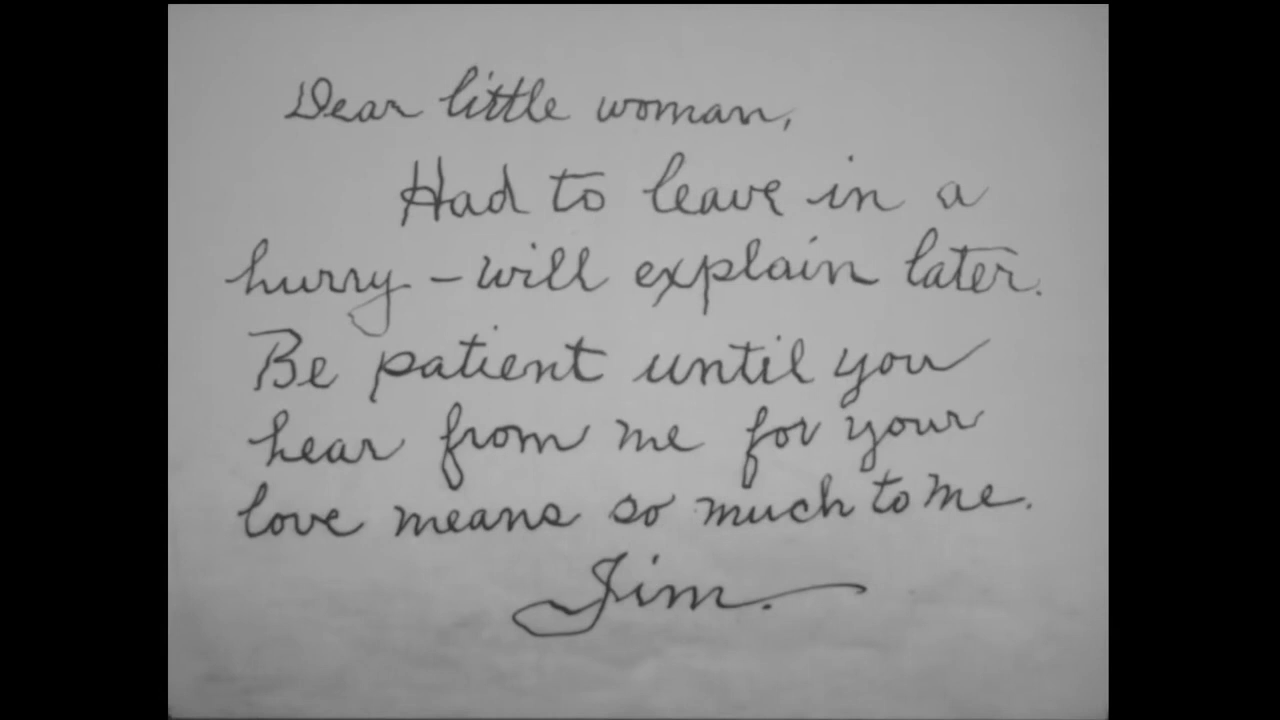 Dear little woman,
Had to leave in a
hurry – will explain later.
Be patient until you
hear from me for your
love means so much to me.
Jim.